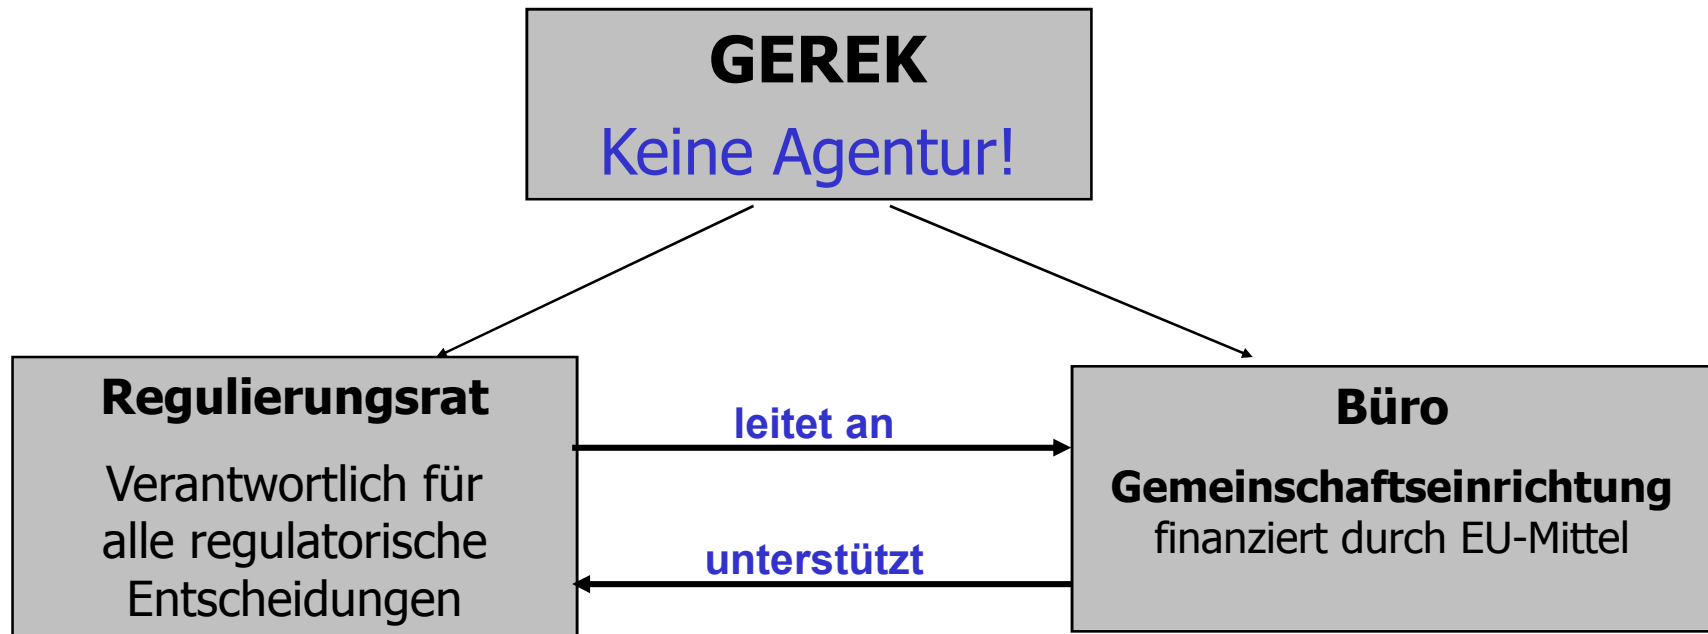 GEREK
Keine Agentur!
Regulierungsrat
Verantwortlich für
alle regulatorische
Entscheidungen
leitet an
unterstützt
Büro
Gemeinschaftseinrichtung
finanziert durch EU-Mittel